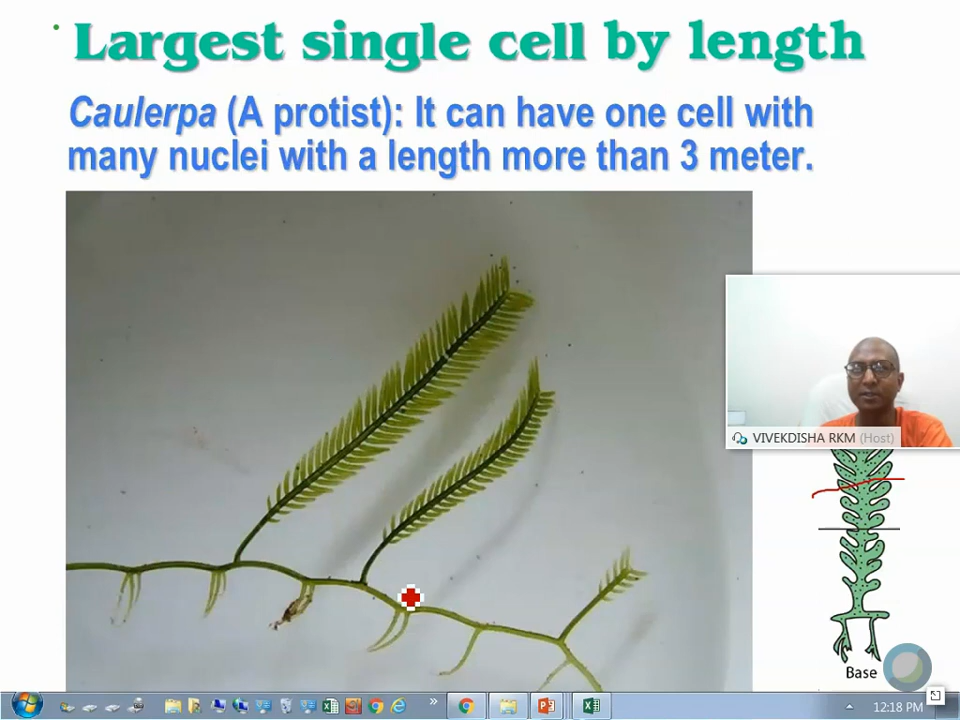 Largest single cell by length
Caulerpa (A protist): It can have one cell with
many nuclei with a length more than 3 meter.
VIVEKDISHA RKM (Host)
Base
»
12:18 PM